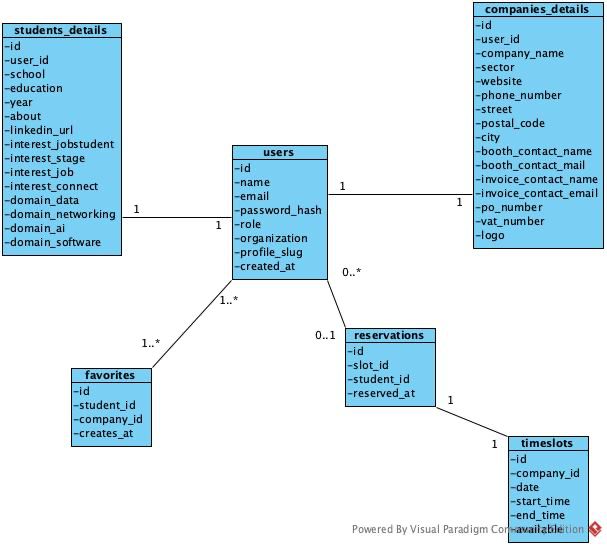 students_details
-id
-user_id
-school
-education
-year
-about
-linkedin_url
-interest_jobstudent
-interest_stage
-interest_job
-interest_connect
-domain_data
-domain_networking
-domain_ai
-domain_software
companies_details
-id
-user_id
-company_name
-sector
-website
-phone_number
-street
-postal_code
-city
-booth_contact_name
-booth_contact_mail
-invoice_contact_name
-invoice_contact_email
-po_number
-vat_number
-logo
users
-id
-name
-email
-password_hash
-role
-organization
-profile_slug
-created_at
1
1
1
1
1..*
1..*
0..*
0..1
favorites
-id
-student_id
-company_id
-creates_at
reservations
-id
-slot_id
-student_id
-reserved_at
1
1
timeslots
-id
-company_id
-date
-start_time
-end_time
-available
Powered By Visual Paradigm Community Edition